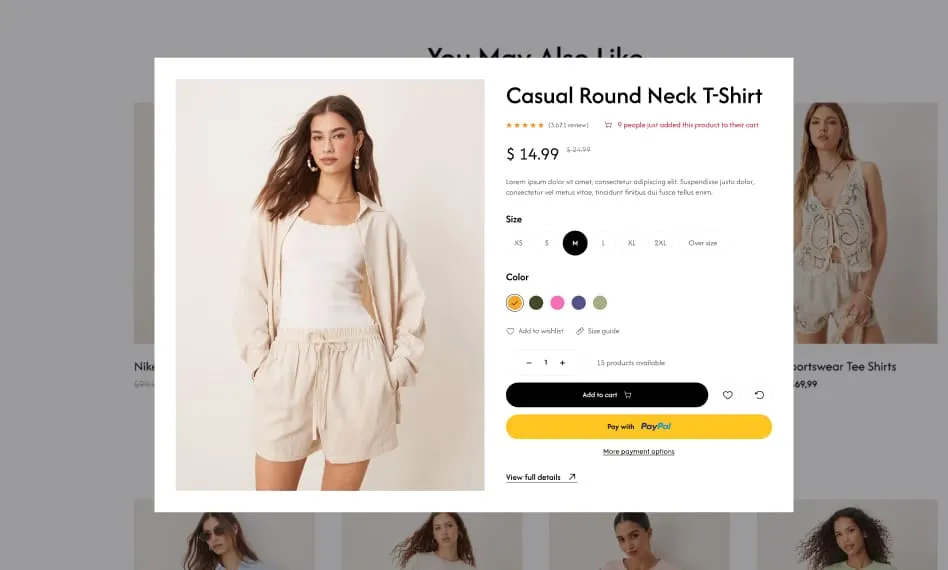 You May Also Like
Casual Round Neck T-Shirt
★★★★★ (3.671 review) 9 people just added this product to their cart
$ 14.99 $ 24.99
Lorem ipsum dolor sit amet, consectetur adipiscing elit. Suspendisse justo dolor,
consectetur vel metus vitae, tincidunt finibus dui fusce tellus enim.
Size
XS S M L XL 2XL Over size
Color
Add to wishlist Size guide
− 1 + 15 products available
Add to cart
Pay with PayPal
More payment options
View full details
Nike
portswear Tee Shirts
69,99